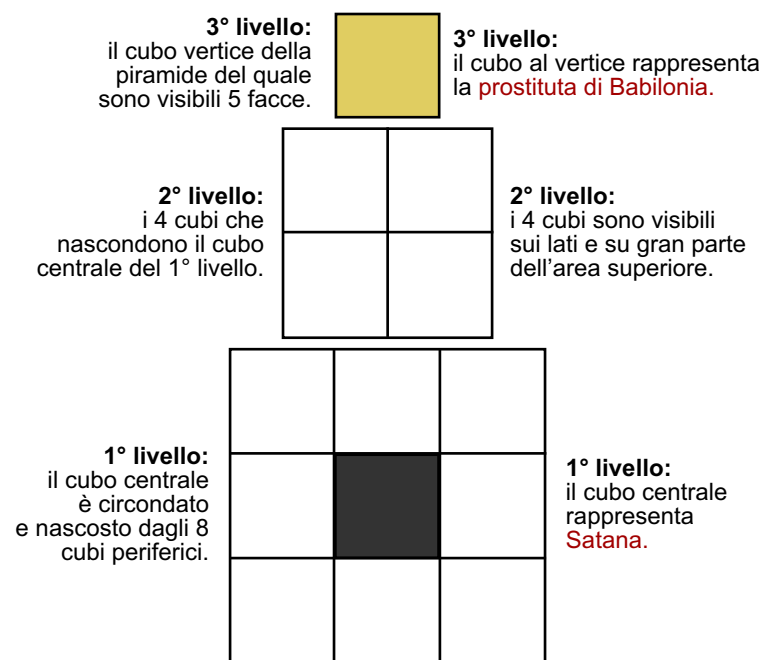 3° livello:
il cubo vertice della
piramide del quale
sono visibili 5 facce.
3° livello:
il cubo al vertice rappresenta
la prostituta di Babilonia.
2° livello:
i 4 cubi che
nascondono il cubo
centrale del 1° livello.
2° livello:
i 4 cubi sono visibili
sui lati e su gran parte
dell'area superiore.
1° livello:
il cubo centrale
è circondato
e nascosto dagli 8
cubi periferici.
1° livello:
il cubo centrale
rappresenta
Satana.